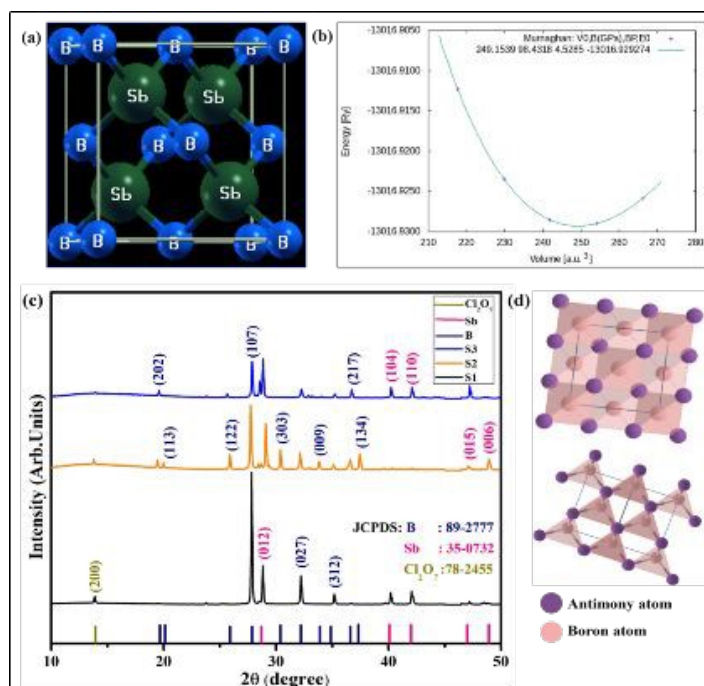 (a)
B B B B B
Sb Sb
B B B B
Sb Sb
B B B B B
(b)
Murnaghan: V0,B(GPa),BP,E0
249.1539 98.4318 4.5285 -13016.929274
Energy [Ry]
-13016.9050
-13016.9100
-13016.9150
-13016.9200
-13016.9250
-13016.9300
210 220 230 240 250 260 270 280
Volume [a.u.³]
(c)
Intensity (Arb.Units)
Cl₂O₇
Sb
B
S3
S2
S1
(202)
(107)
(217)
(104)
(110)
(113)
(122)
(303)
(009)
(134)
(015)
(006)
(200)
(012)
(027)
(312)
JCPDS: B : 89-2777
Sb : 35-0732
Cl₂O₇ :78-2455
10 20 30 40 50
2θ (degree)
(d)
Antimony atom
Boron atom